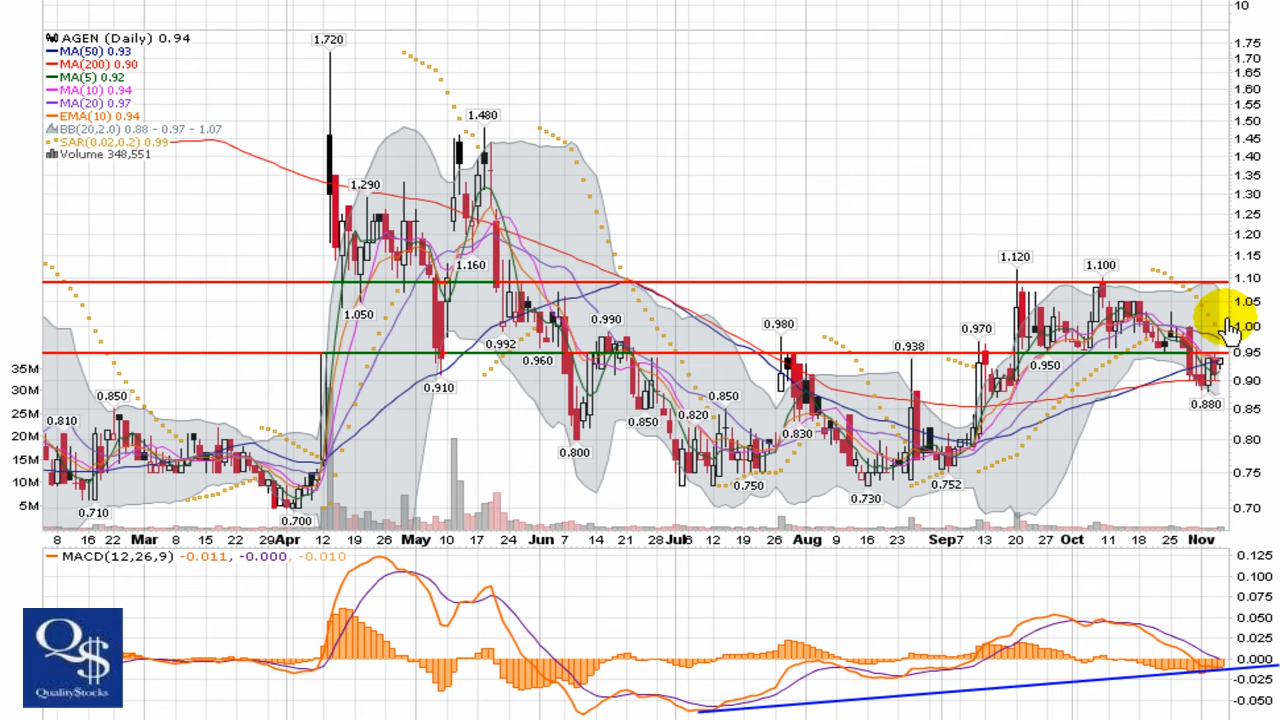 10
AGEN (Daily) 0.94
MA(50) 0.93
MA(200) 0.90
MA(5) 0.92
MA(10) 0.94
MA(20) 0.97
EMA(10) 0.94
BB(20,2.0) 0.88 - 0.97 - 1.07
SAR(0.02,0.2) 0.99
Volume 348,551
1.720
1.480
1.290
1.160
1.050
0.910
0.992
0.960
0.990
0.800
0.850
0.820
0.850
0.750
0.980
0.830
0.938
0.730
0.752
0.970
1.120
0.950
1.100
0.880
0.810
0.850
0.710
0.700
1.75
1.70
1.65
1.60
1.55
1.50
1.45
1.40
1.35
1.30
1.25
1.20
1.15
1.10
1.05
1.00
0.95
0.90
0.85
0.80
0.75
0.70
35M
30M
25M
20M
15M
10M
5M
8 16 22 Mar 8 15 22 29 Apr 12 19 26 May 10 17 24 Jun 7 14 21 28 Jul 6 12 19 26 Aug 9 16 23 Sep 7 13 20 27 Oct 11 18 25 Nov
MACD(12,26,9) -0.011, -0.000, -0.010
0.125
0.100
0.075
0.050
0.025
0.000
-0.025
-0.050
QS
QualityStocks